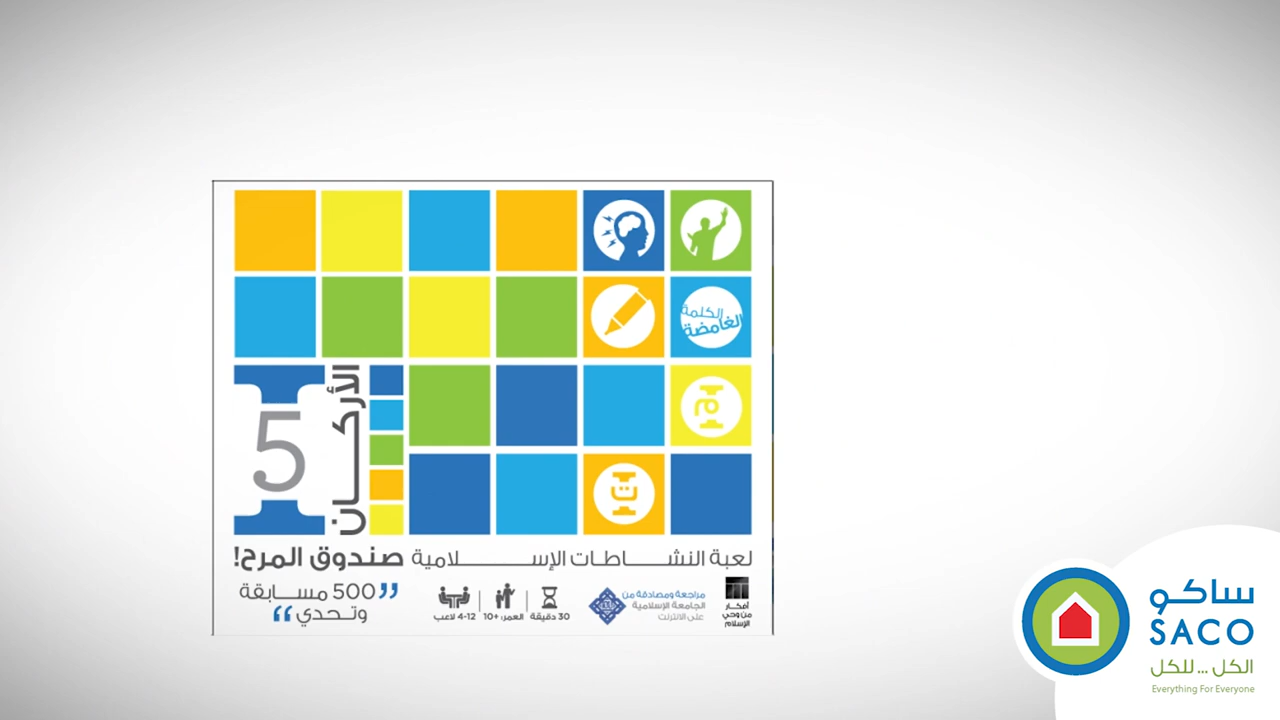 الكلمة
الغامضة
م
ت
5
الأركان
لعبة النشاطات الإسلامية صندوق المرح!
”500 مسابقة
وتحدي“
4-12 لاعب
العمر: +10
30 دقيقة
مراجعة ومصادقة من
الجامعة الإسلامية
على الانترنت
أفكار
من وحي
الإسلام
ساكو
SACO
الكل ... للكل
Everything For Everyone